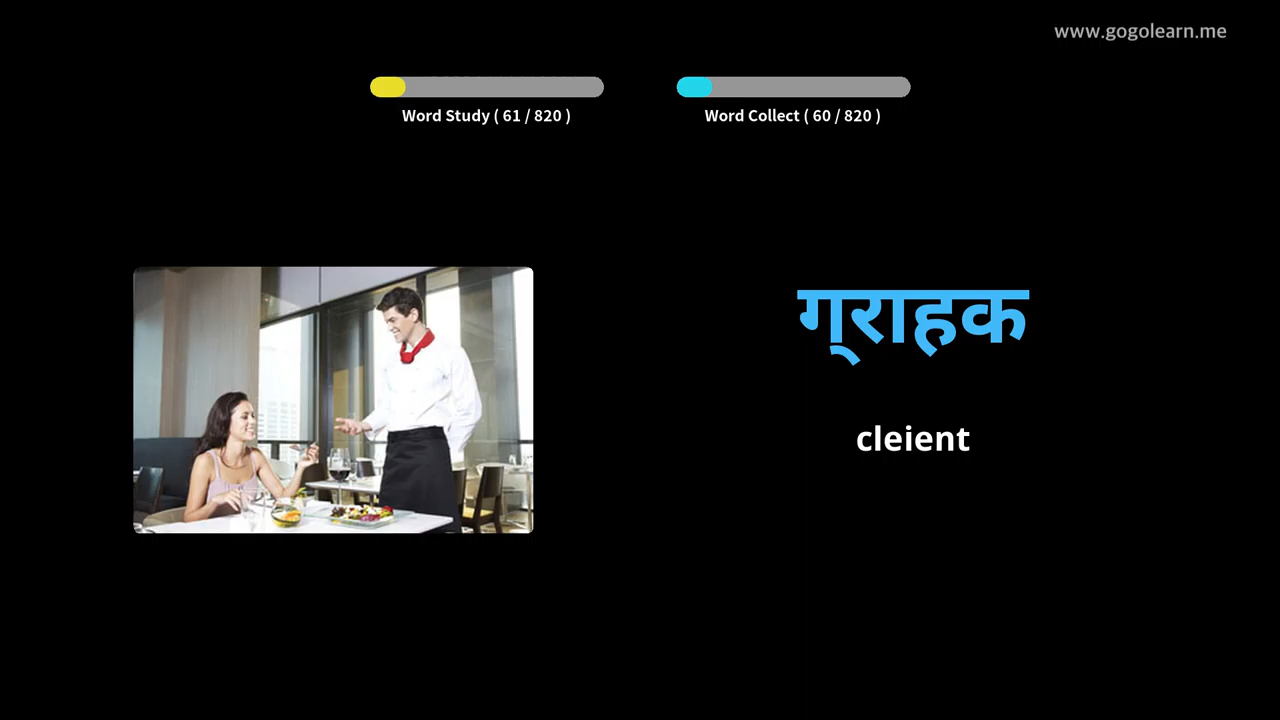 www.gogolearn.me
Word Study ( 61 / 820 )
Word Collect ( 60 / 820 )
ग्राहक
cleient